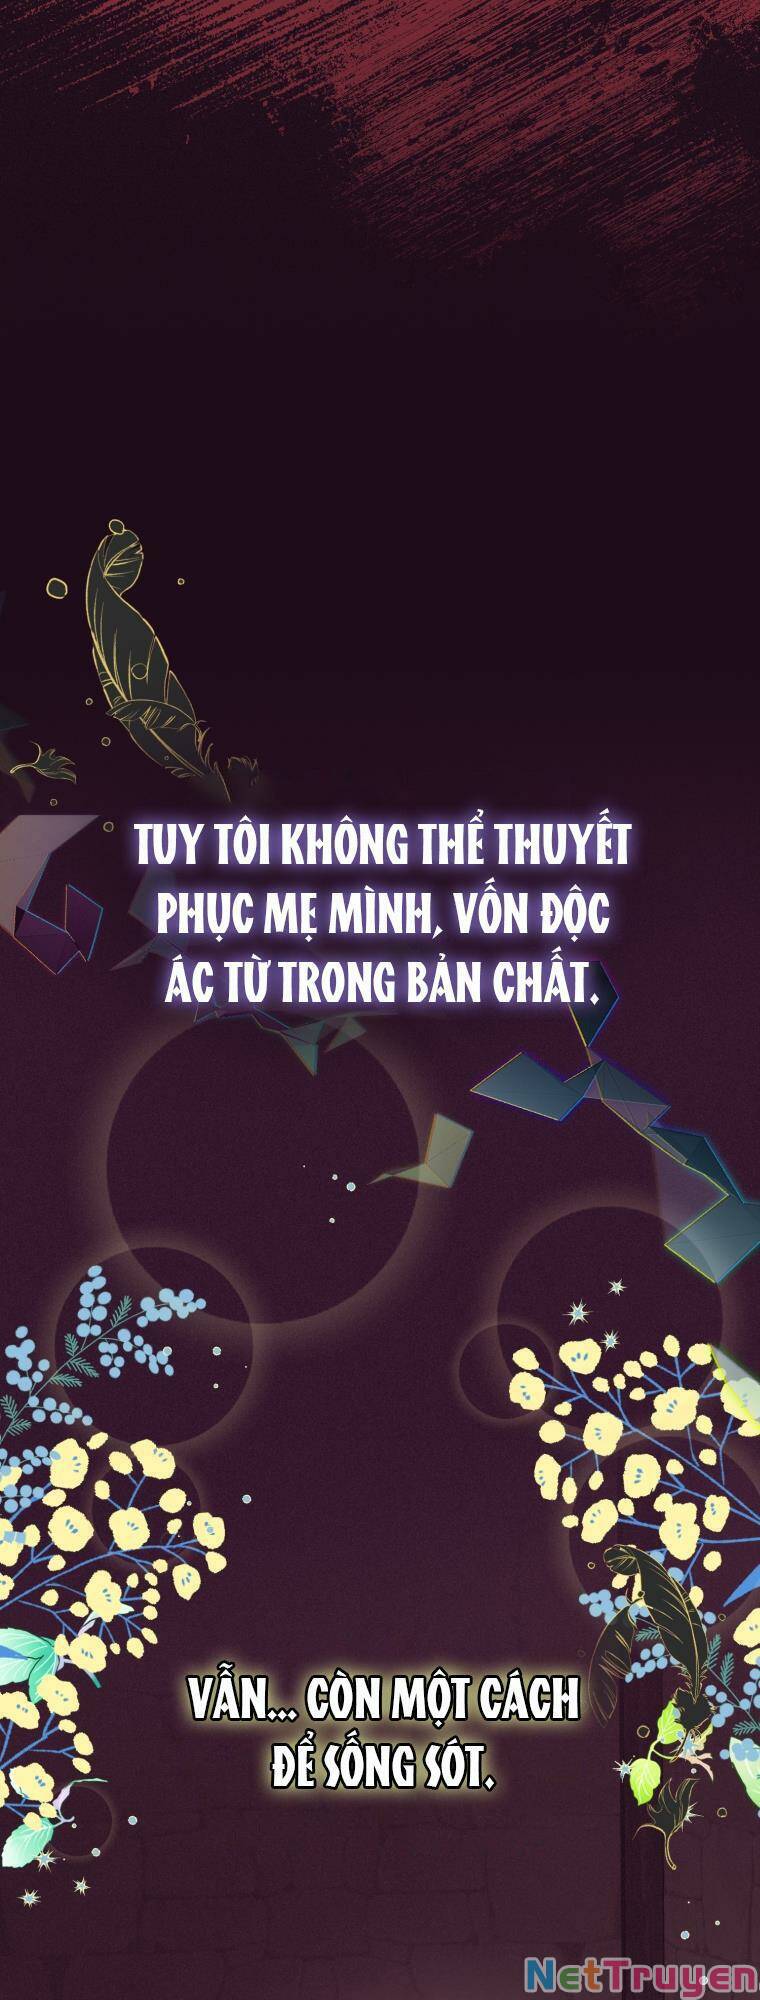 TUY TÔI KHÔNG THỂ THUYẾT
PHỤC MẸ MÌNH, VỐN ĐỘC
ÁC TỪ TRONG BẢN CHẤT.
VẪN... CÒN MỘT CÁCH
ĐỂ SỐNG SÓT.
NetTruyen